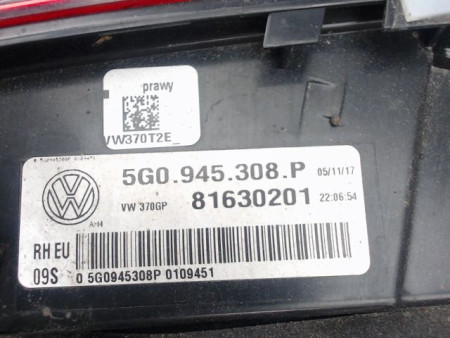 prawy
VW370T2E_
5G0.945.308.P 05/11/17
VW 370GP 81630201 22:06:54
RH EU
09S 0 5G0945308P 0109451